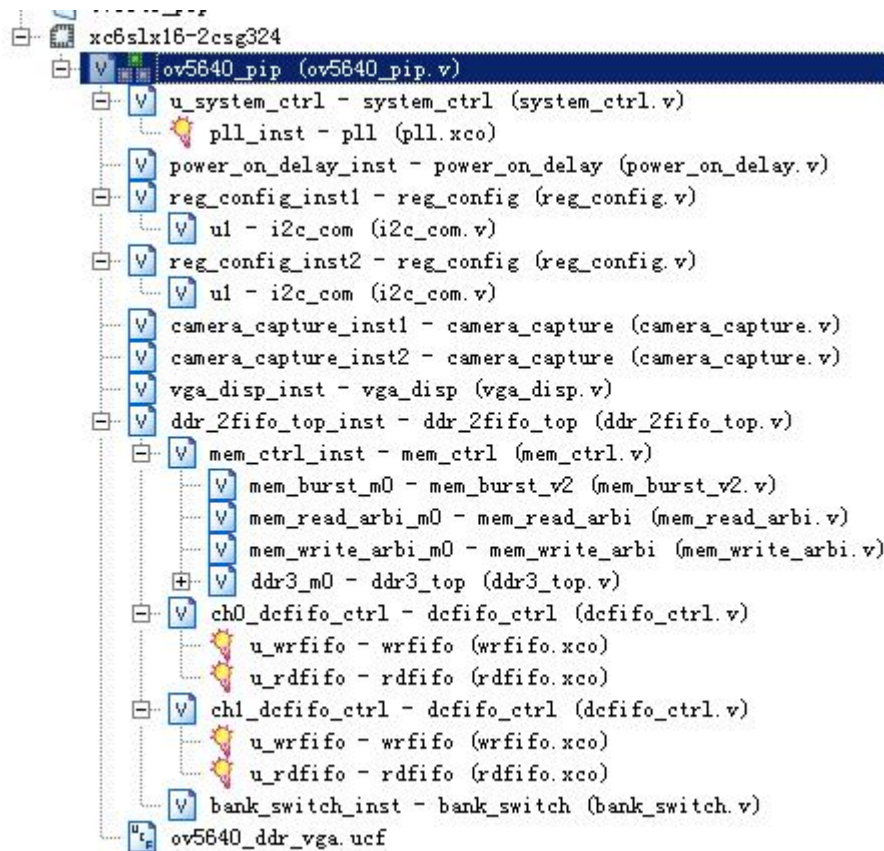 xc6slx16-2csg324
ov5640_pip (ov5640_pip.v)
u_system_ctrl - system_ctrl (system_ctrl.v)
pll_inst - pll (pll.xco)
power_on_delay_inst - power_on_delay (power_on_delay.v)
reg_config_inst1 - reg_config (reg_config.v)
u1 - i2c_com (i2c_com.v)
reg_config_inst2 - reg_config (reg_config.v)
u1 - i2c_com (i2c_com.v)
camera_capture_inst1 - camera_capture (camera_capture.v)
camera_capture_inst2 - camera_capture (camera_capture.v)
vga_disp_inst - vga_disp (vga_disp.v)
ddr_2fifo_top_inst - ddr_2fifo_top (ddr_2fifo_top.v)
mem_ctrl_inst - mem_ctrl (mem_ctrl.v)
mem_burst_m0 - mem_burst_v2 (mem_burst_v2.v)
mem_read_arbi_m0 - mem_read_arbi (mem_read_arbi.v)
mem_write_arbi_m0 - mem_write_arbi (mem_write_arbi.v)
ddr3_m0 - ddr3_top (ddr3_top.v)
ch0_dcfifo_ctrl - dcfifo_ctrl (dcfifo_ctrl.v)
u_wrfifo - wrfifo (wrfifo.xco)
u_rdfifo - rdfifo (rdfifo.xco)
ch1_dcfifo_ctrl - dcfifo_ctrl (dcfifo_ctrl.v)
u_wrfifo - wrfifo (wrfifo.xco)
u_rdfifo - rdfifo (rdfifo.xco)
bank_switch_inst - bank_switch (bank_switch.v)
ov5640_ddr_vga.ucf